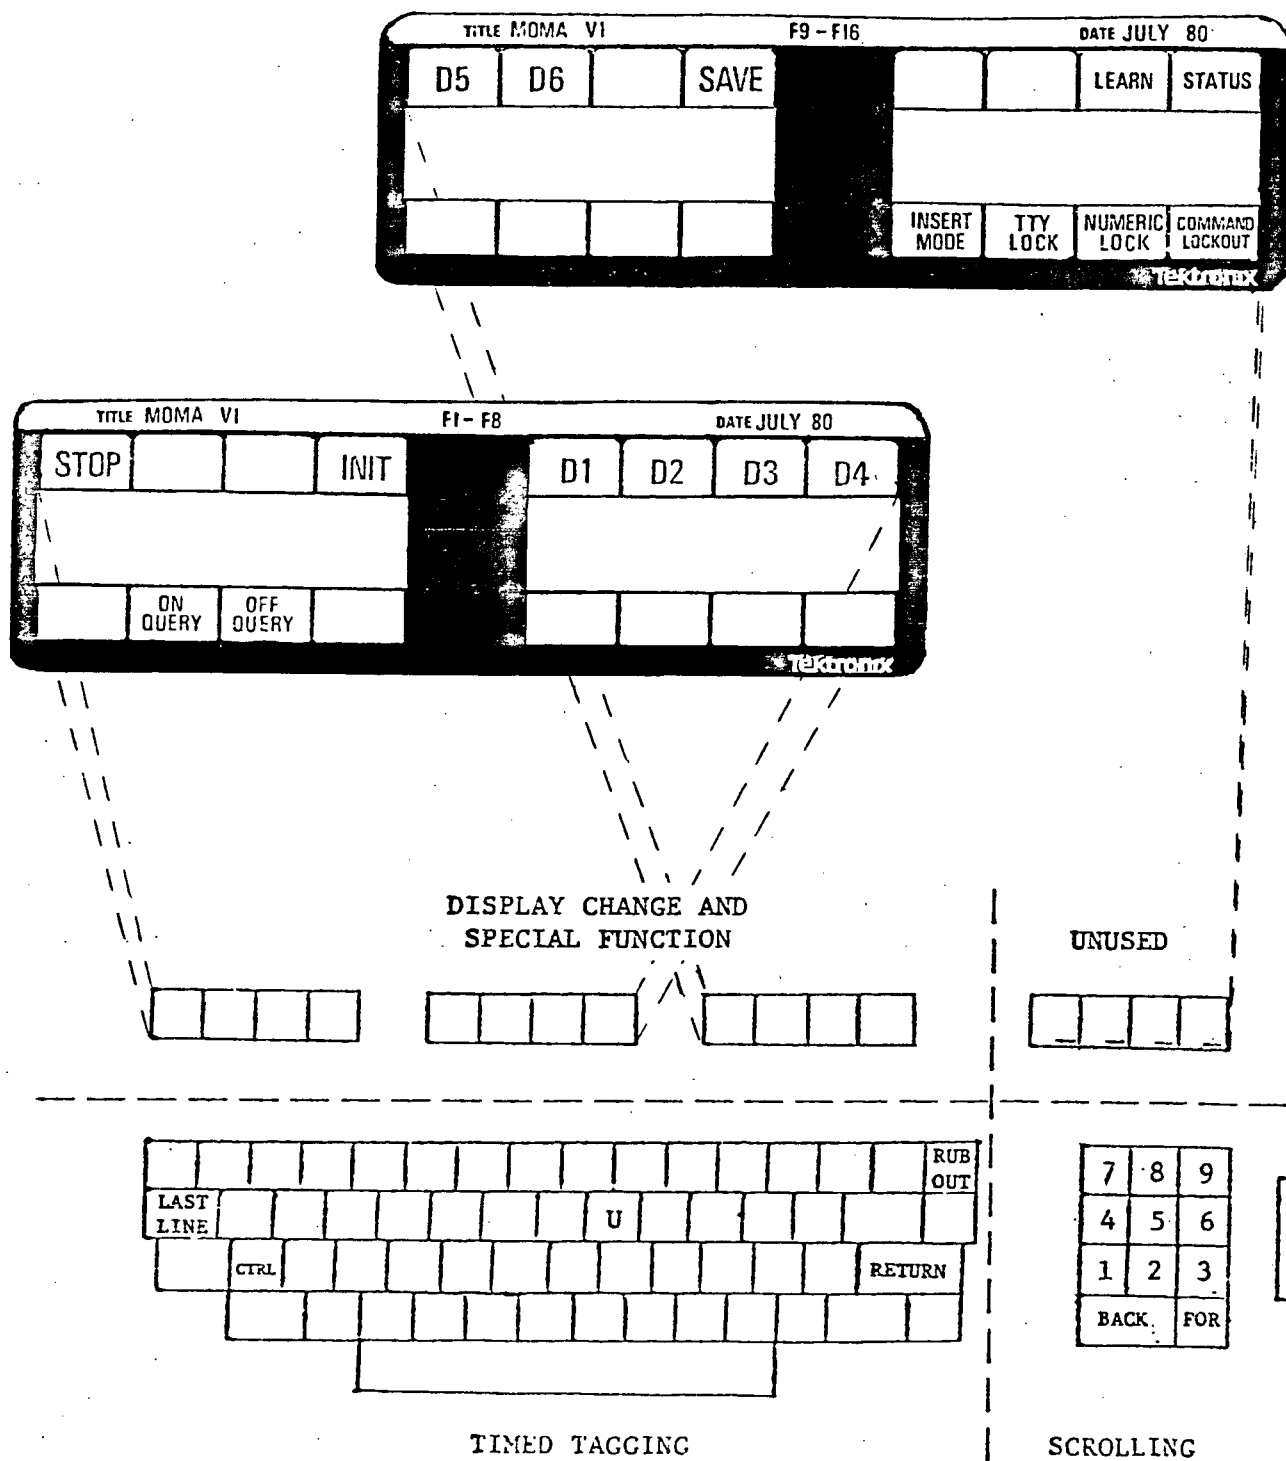 TITLE MOMA V1 F9-F16 DATE JULY 80
D5 D6 SAVE LEARN STATUS
INSERT MODE TTY LOCK NUMERIC LOCK COMMAND LOCKOUT
Tektronix
TITLE MOMA V1 F1-F8 DATE JULY 80
STOP INIT D1 D2 D3 D4
ON QUERY OFF QUERY
Tektronix
DISPLAY CHANGE AND
SPECIAL FUNCTION
UNUSED
RUB OUT
LAST LINE U
CTRL RETURN
7 8 9
4 5 6
1 2 3
BACK FOR
TIMED TAGGING
SCROLLING